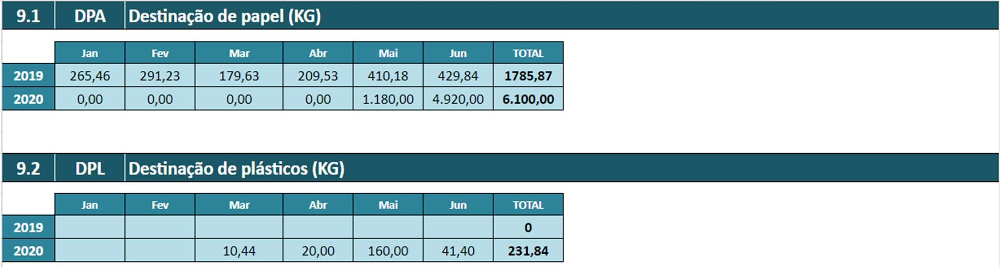 9.1 DPA Destinação de papel (KG)
Jan Fev Mar Abr Mai Jun TOTAL
2019 265,46 291,23 179,63 209,53 410,18 429,84 1785,87
2020 0,00 0,00 0,00 0,00 1.180,00 4.920,00 6.100,00
9.2 DPL Destinação de plásticos (KG)
Jan Fev Mar Abr Mai Jun TOTAL
2019 0
2020 10,44 20,00 160,00 41,40 231,84